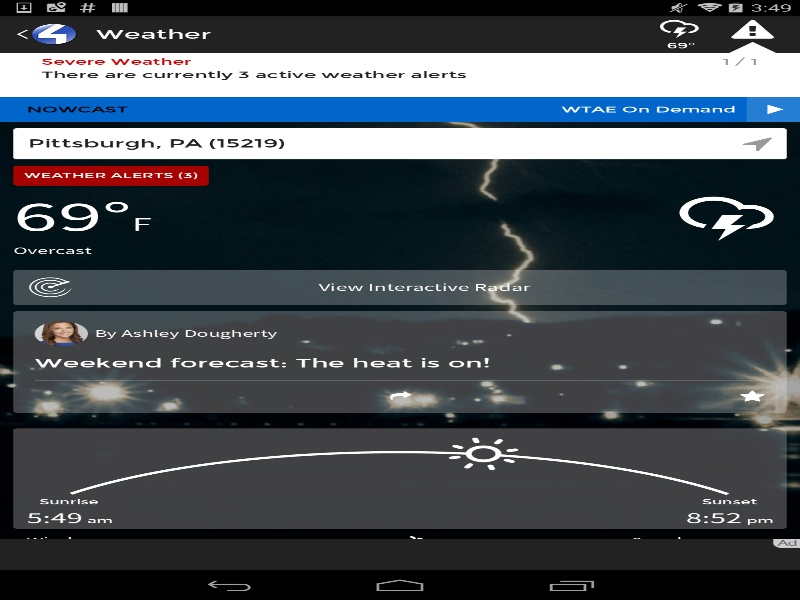 3:49
4 Weather
69°
Severe Weather
1 / 1
There are currently 3 active weather alerts
NOWCAST WTAE On Demand
Pittsburgh, PA (15219)
WEATHER ALERTS (3)
69° F
Overcast
View Interactive Radar
By Ashley Dougherty
Weekend forecast: The heat is on!
Sunrise Sunset
5:49 am 8:52 pm
Ad